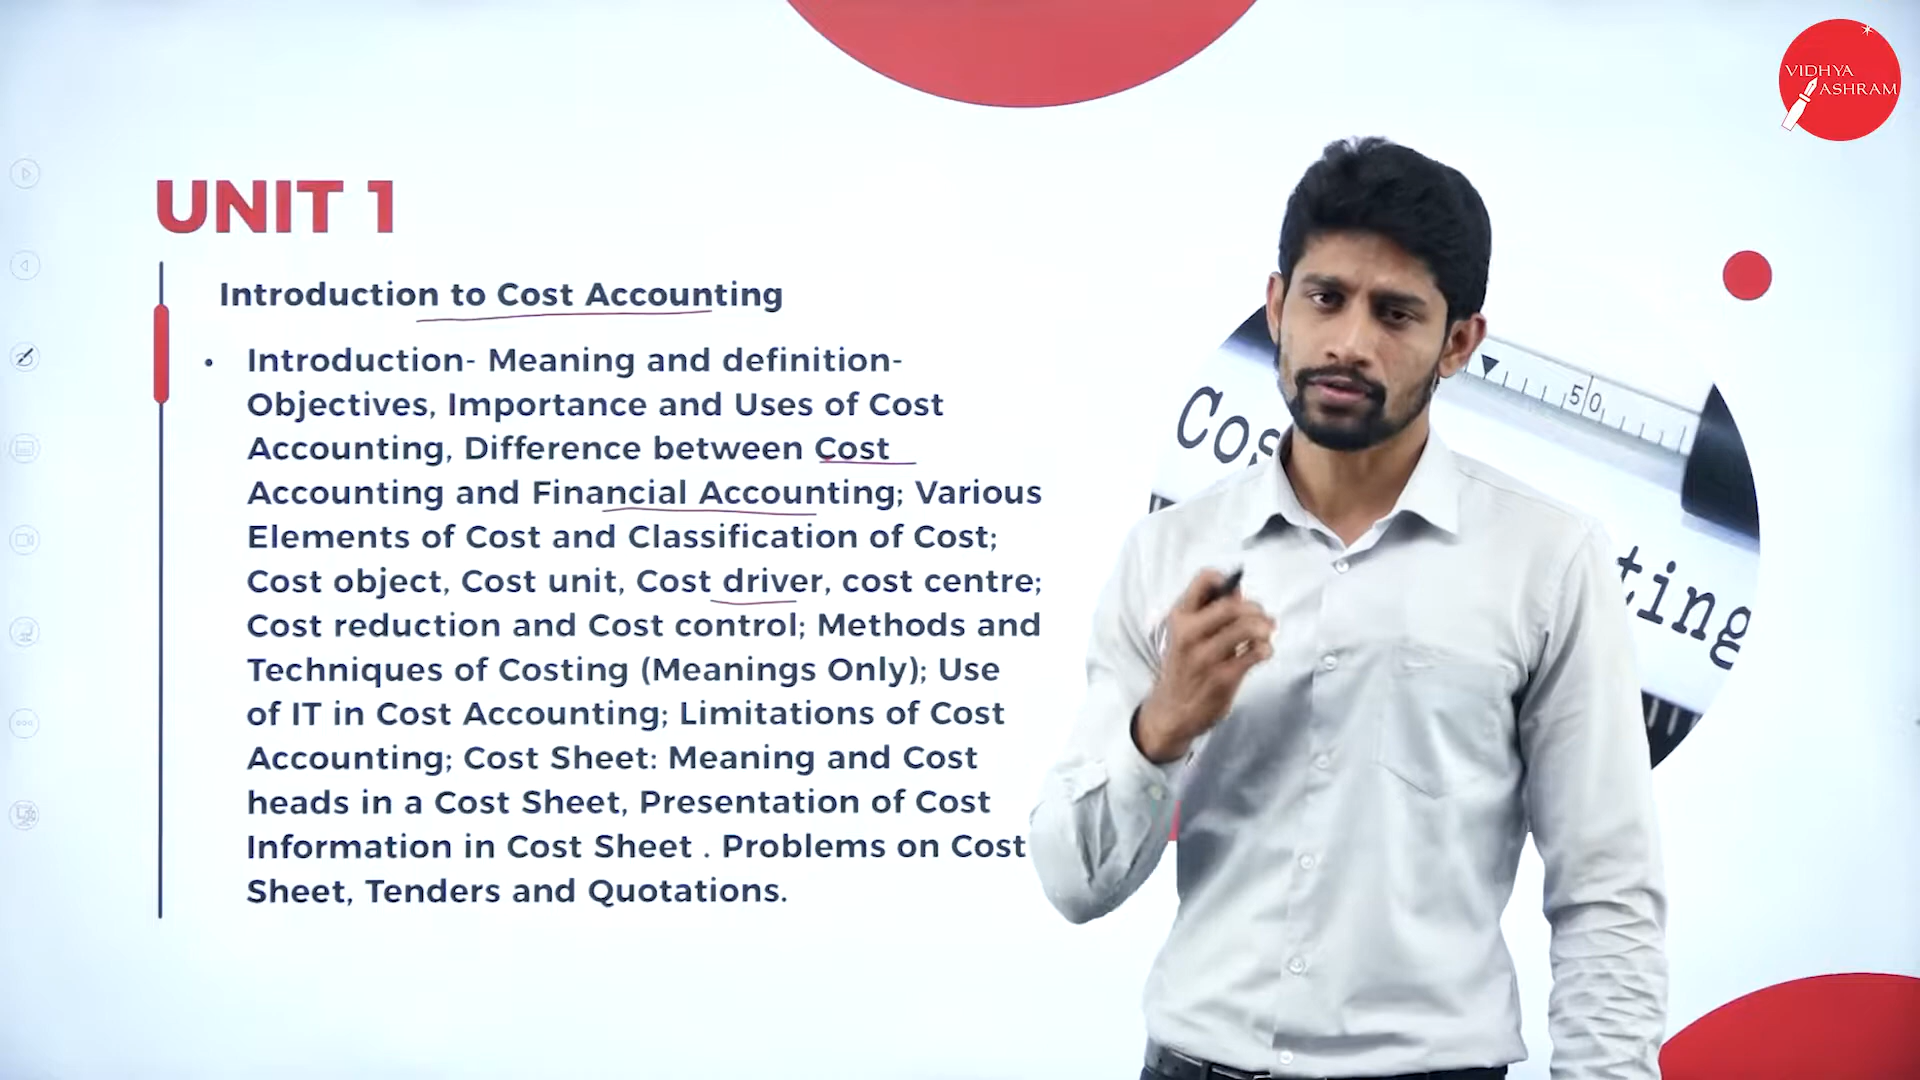 VIDHYA
ASHRAM
UNIT 1
Introduction to Cost Accounting
• Introduction- Meaning and definition-
Objectives, Importance and Uses of Cost
Accounting, Difference between Cost
Accounting and Financial Accounting; Various
Elements of Cost and Classification of Cost;
Cost object, Cost unit, Cost driver, cost centre;
Cost reduction and Cost control; Methods and
Techniques of Costing (Meanings Only); Use
of IT in Cost Accounting; Limitations of Cost
Accounting; Cost Sheet: Meaning and Cost
heads in a Cost Sheet, Presentation of Cost
Information in Cost Sheet . Problems on Cost
Sheet, Tenders and Quotations.
50
Cos
ting